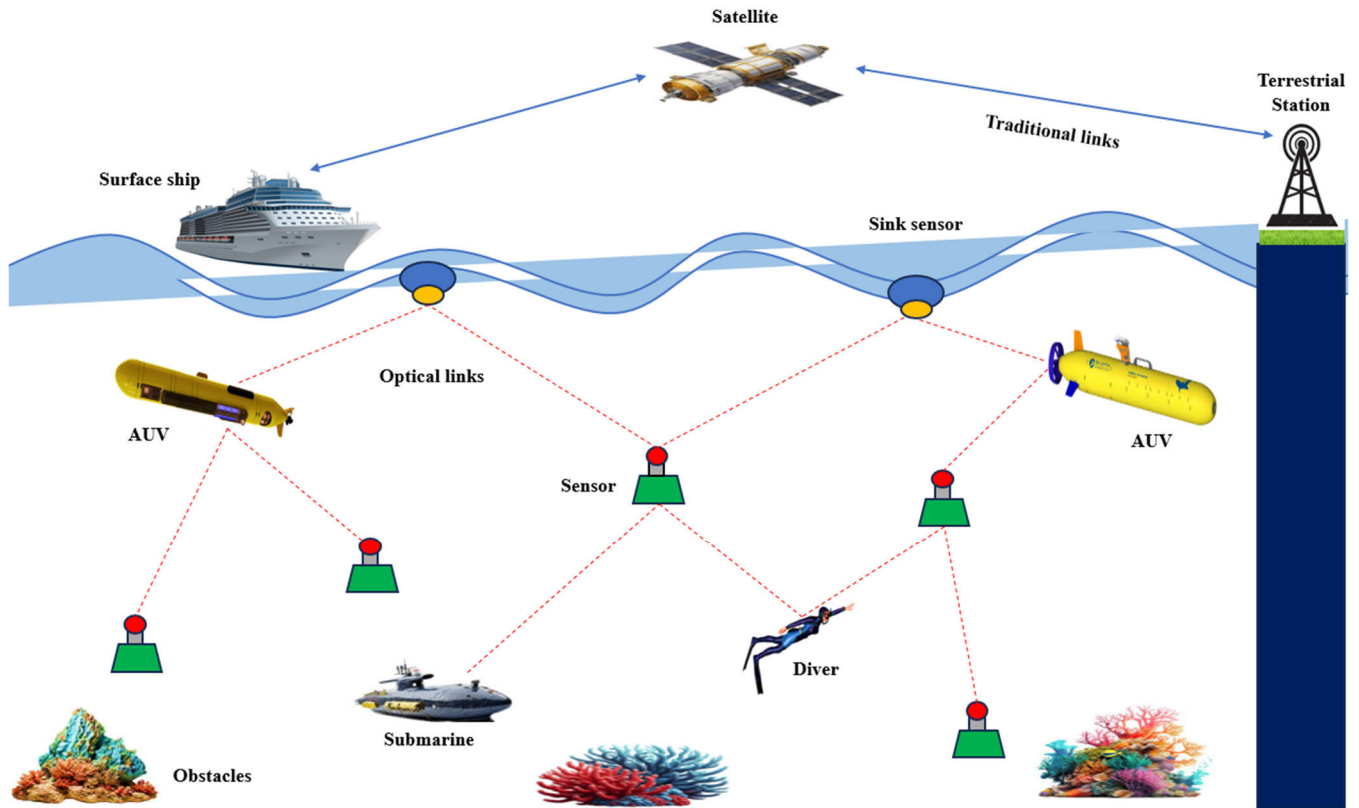 Satellite
Terrestrial
Station
Traditional links
Surface ship
Sink sensor
Optical links
AUV
AUV
Sensor
Diver
Submarine
Obstacles